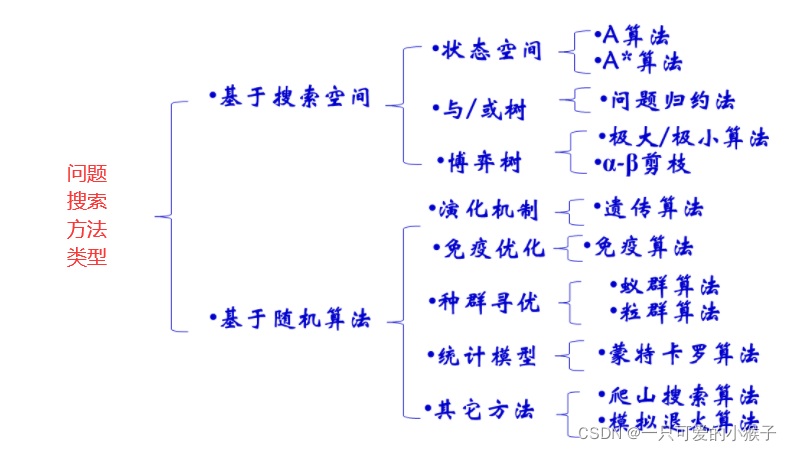 问题
搜索
方法
类型
•基于搜索空间
•状态空间
•A算法
•A*算法
•与/或树
•问题归约法
•博弈树
•极大/极小算法
•α-β剪枝
•基于随机算法
•演化机制
•遗传算法
•免疫优化
•免疫算法
•种群寻优
•蚁群算法
•粒群算法
•统计模型
•蒙特卡罗算法
•其它方法
•爬山搜索算法
•模拟退火算法
CSDN @一只可爱的小猴子